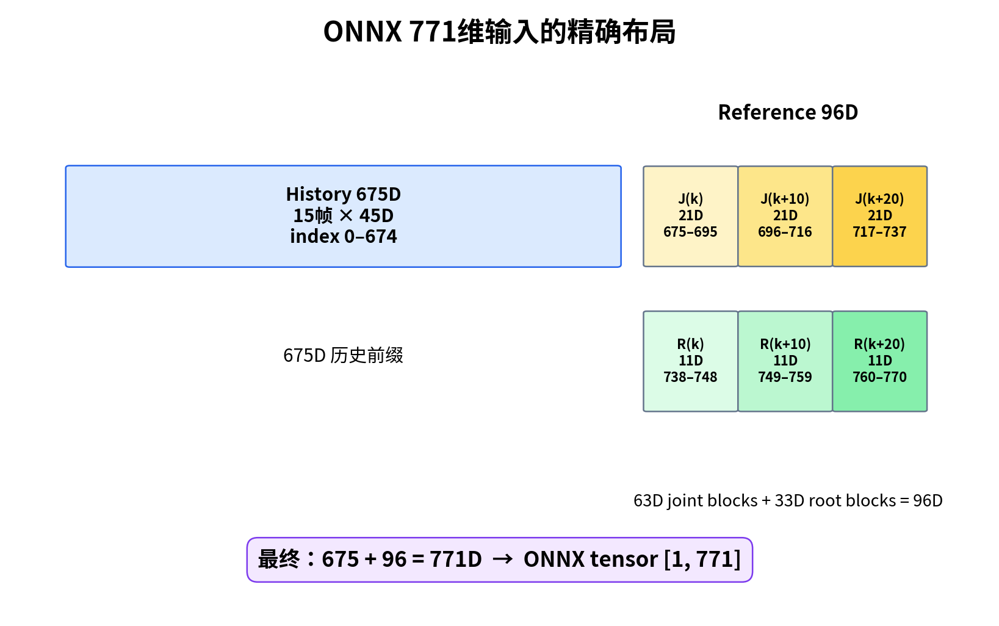 ONNX 771维输入的精确布局
Reference 96D
History 675D
15帧 × 45D
index 0–674
J(k)
21D
675–695
J(k+10)
21D
696–716
J(k+20)
21D
717–737
675D 历史前缀
R(k)
11D
738–748
R(k+10)
11D
749–759
R(k+20)
11D
760–770
63D joint blocks + 33D root blocks = 96D
最终：675 + 96 = 771D → ONNX tensor [1, 771]